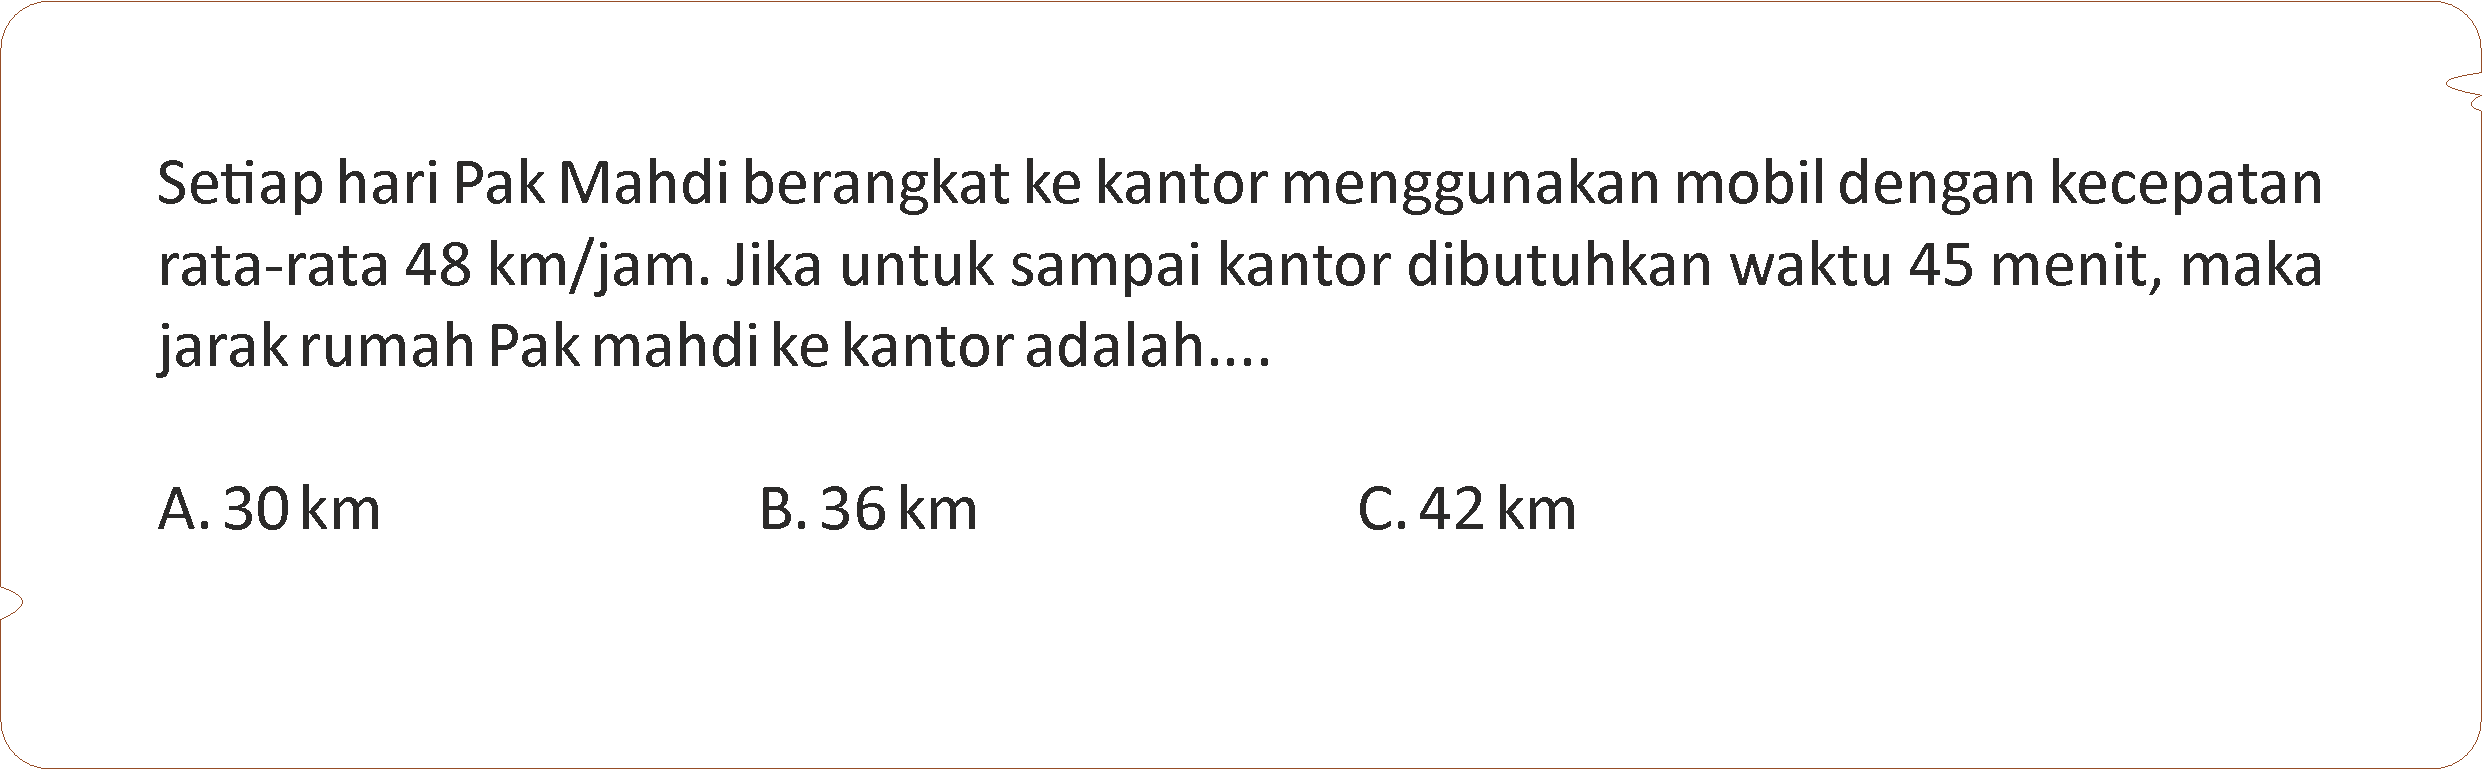 Setiap hari Pak Mahdi berangkat ke kantor menggunakan mobil dengan kecepatan
rata-rata 48 km/jam. Jika untuk sampai kantor dibutuhkan waktu 45 menit, maka
jarak rumah Pak mahdi ke kantor adalah....
A. 30 km B. 36 km C. 42 km